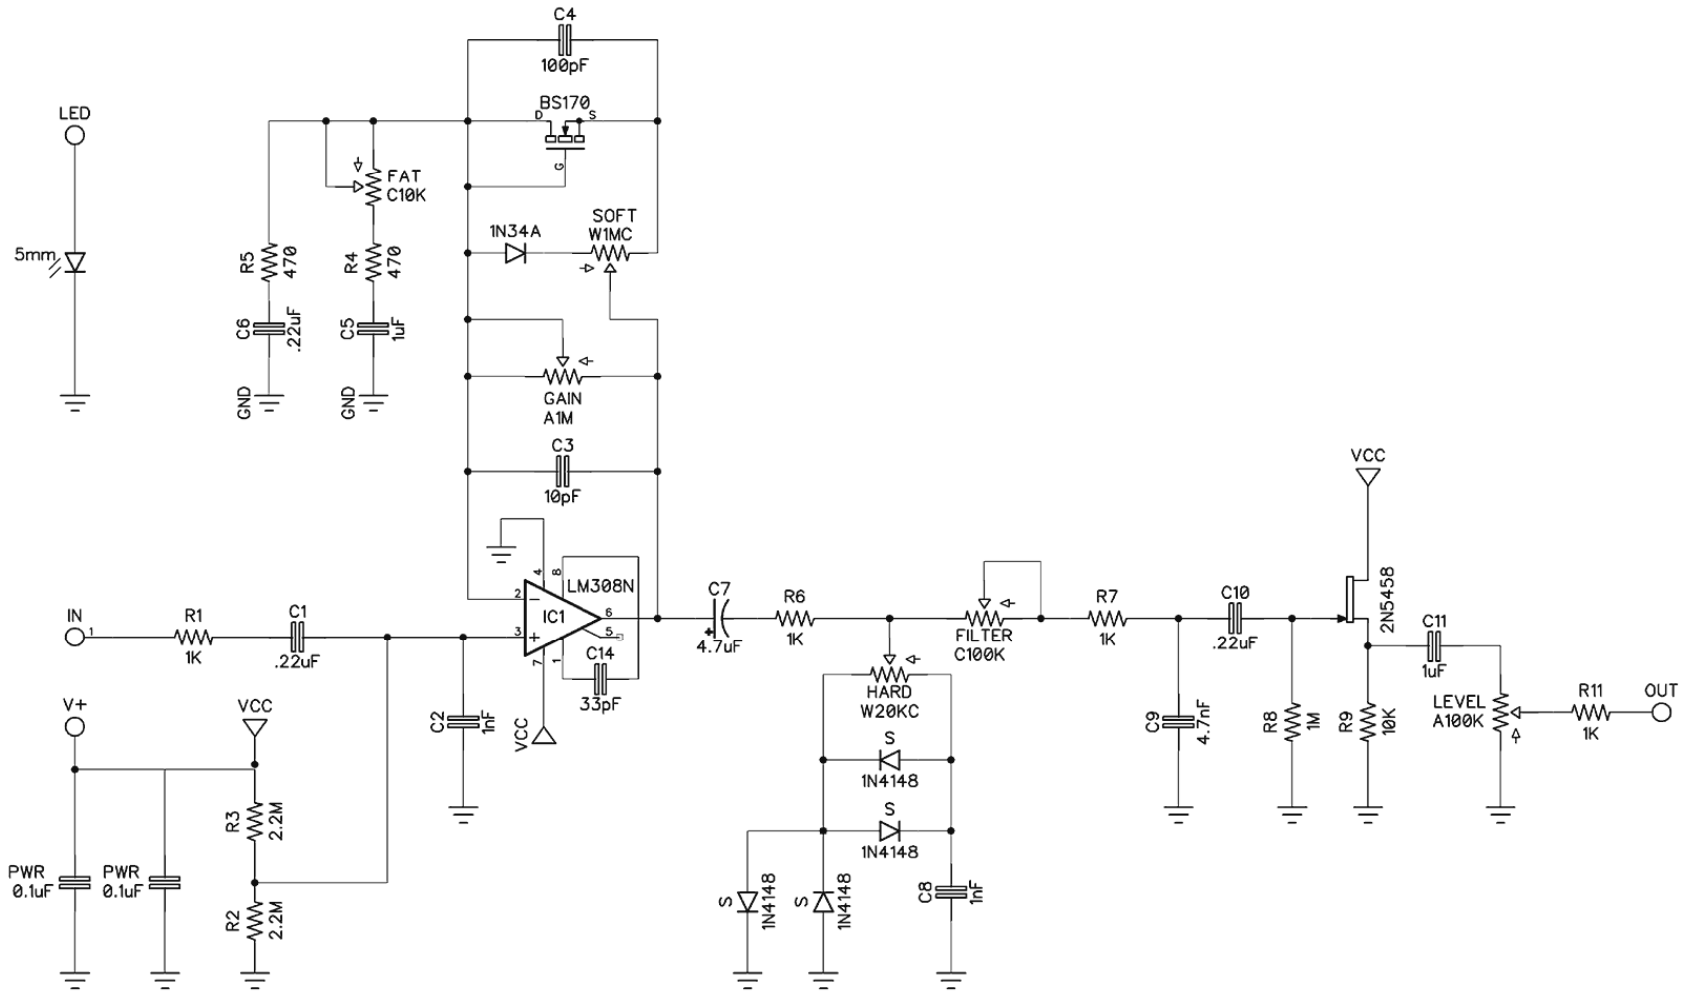 C4
100pF
BS170
D
S
G
LED
FAT
C10K
SOFT
W1MC
1N34A
5mm
R5
470
R4
470
C6
.22uF
C5
1uF
GND
GND
GAIN
A1M
C3
10pF
VCC
4
8
LM308N
2
IC1
6
3
5
7
1
C14
33pF
VCC
IN
1
R1
1K
C1
.22uF
C2
1nF
C7
4.7uF
R6
1K
FILTER
C100K
R7
1K
C10
.22uF
2N5458
C11
1uF
HARD
W20KC
LEVEL
A100K
R11
1K
OUT
C9
4.7nF
R8
1M
R9
10K
V+
VCC
S
1N4148
S
1N4148
R3
2.2M
PWR
0.1uF
PWR
0.1uF
R2
2.2M
S
1N4148
S
1N4148
C8
1nF